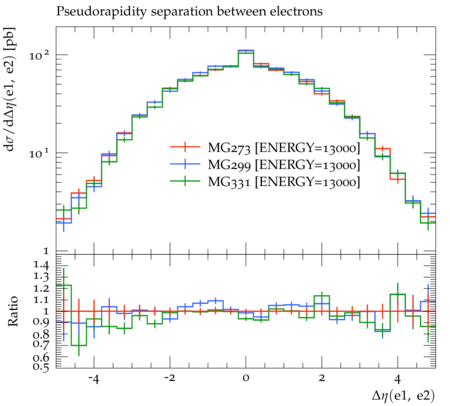 Pseudorapidity separation between electrons
dσ/dΔη(e1, e2) [pb]
10²
10¹
1
MG273 [ENERGY=13000]
MG299 [ENERGY=13000]
MG331 [ENERGY=13000]
Ratio
1.4
1.3
1.2
1.1
1
0.9
0.8
0.7
0.6
0.5
-4 -2 0 2 4
Δη(e1, e2)